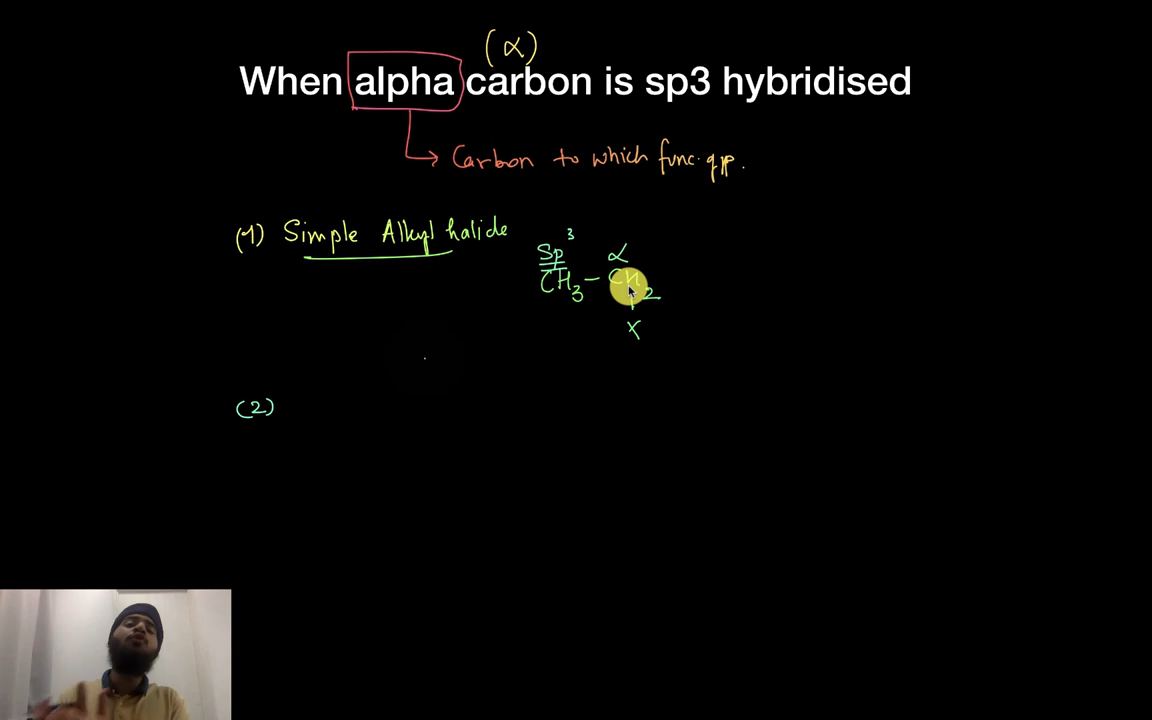 (α)
When alpha carbon is sp3 hybridised
→ Carbon to which func. grp.
(1) Simple Alkyl halide
Sp3 α
CH3 – CH2
X
(2)